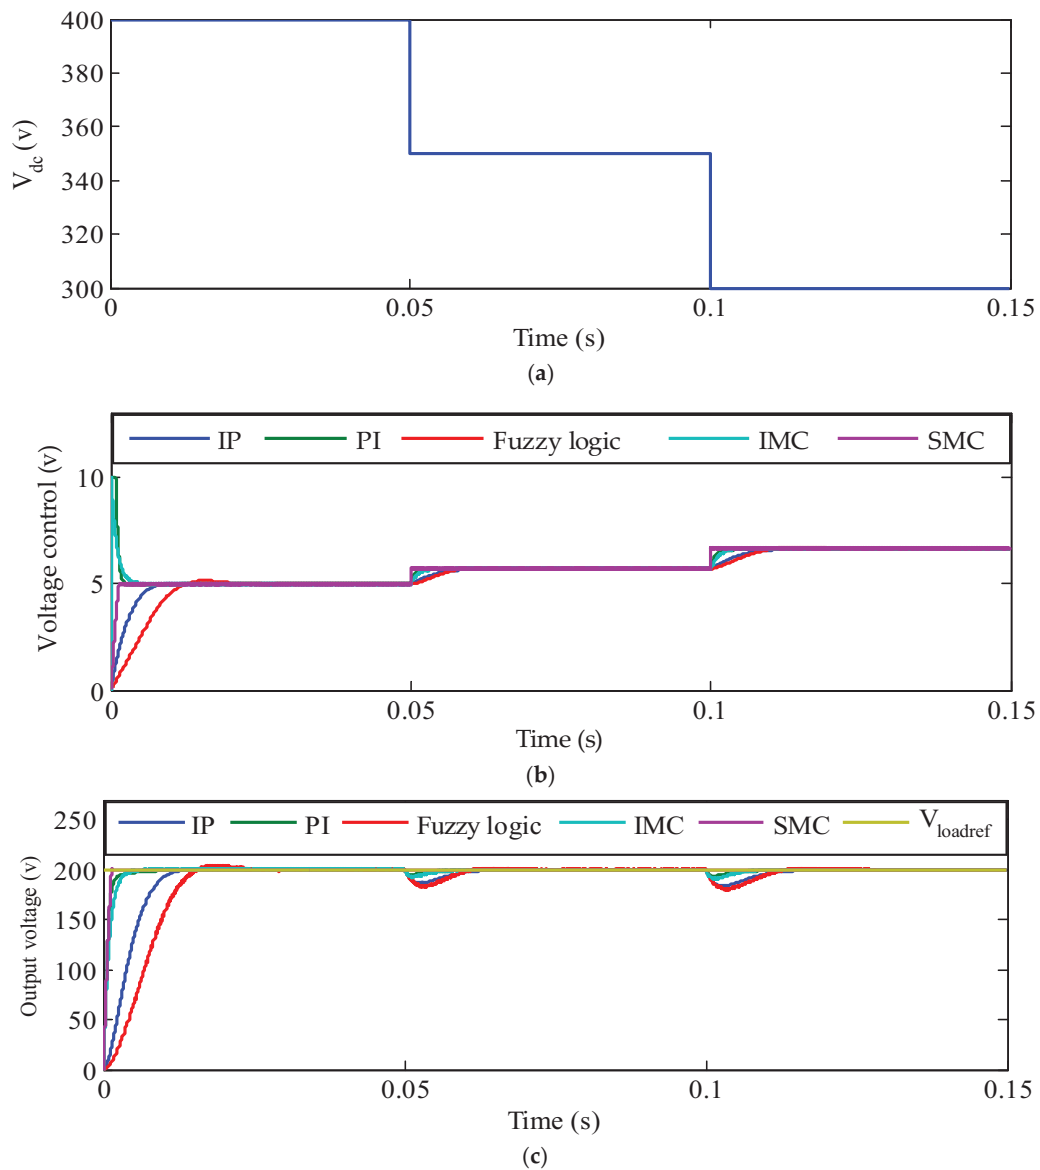 400
380
360
340
320
300
V_dc (v)
0
0.05
0.1
0.15
Time (s)
(a)
IP
PI
Fuzzy logic
IMC
SMC
10
5
0
Voltage control (v)
0
0.05
0.1
0.15
Time (s)
(b)
IP
PI
Fuzzy logic
IMC
SMC
V_loadref
250
200
150
100
50
0
Output voltage (v)
0
0.05
0.1
0.15
Time (s)
(c)